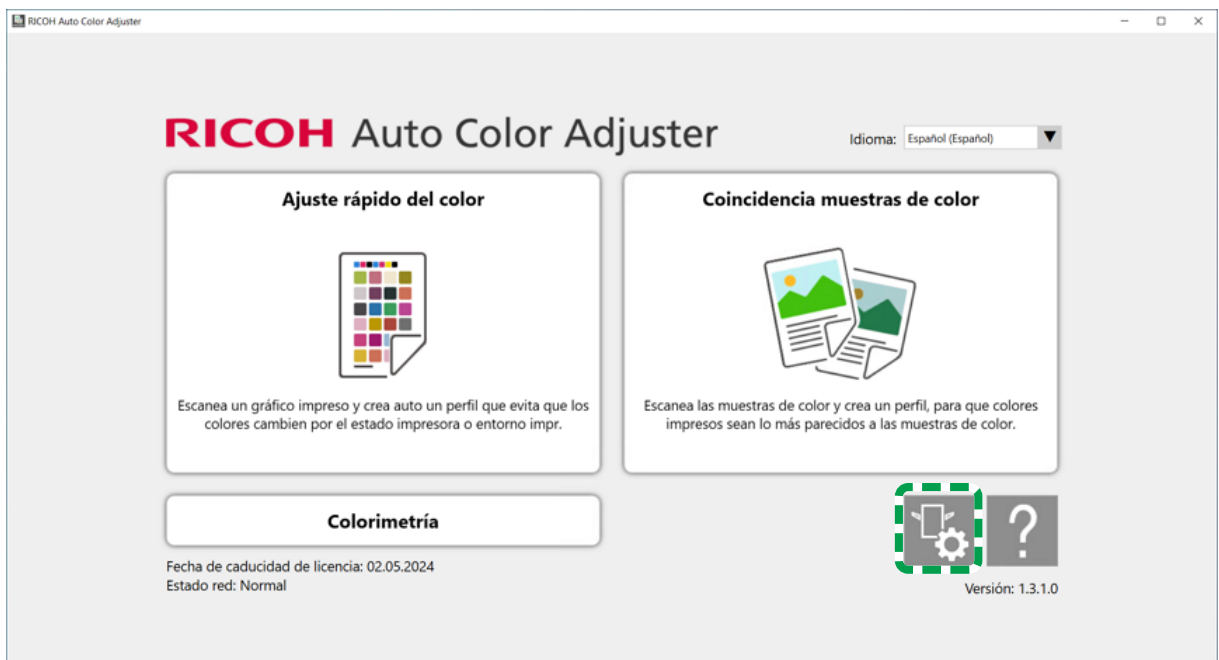 RICOH Auto Color Adjuster
RICOH Auto Color Adjuster
Idioma: Español (Español)
Ajuste rápido del color
Escanea un gráfico impreso y crea auto un perfil que evita que los
colores cambien por el estado impresora o entorno impr.
Coincidencia muestras de color
Escanea las muestras de color y crea un perfil, para que colores
impresos sean lo más parecidos a las muestras de color.
Colorimetría
?
Fecha de caducidad de licencia: 02.05.2024
Estado red: Normal
Versión: 1.3.1.0